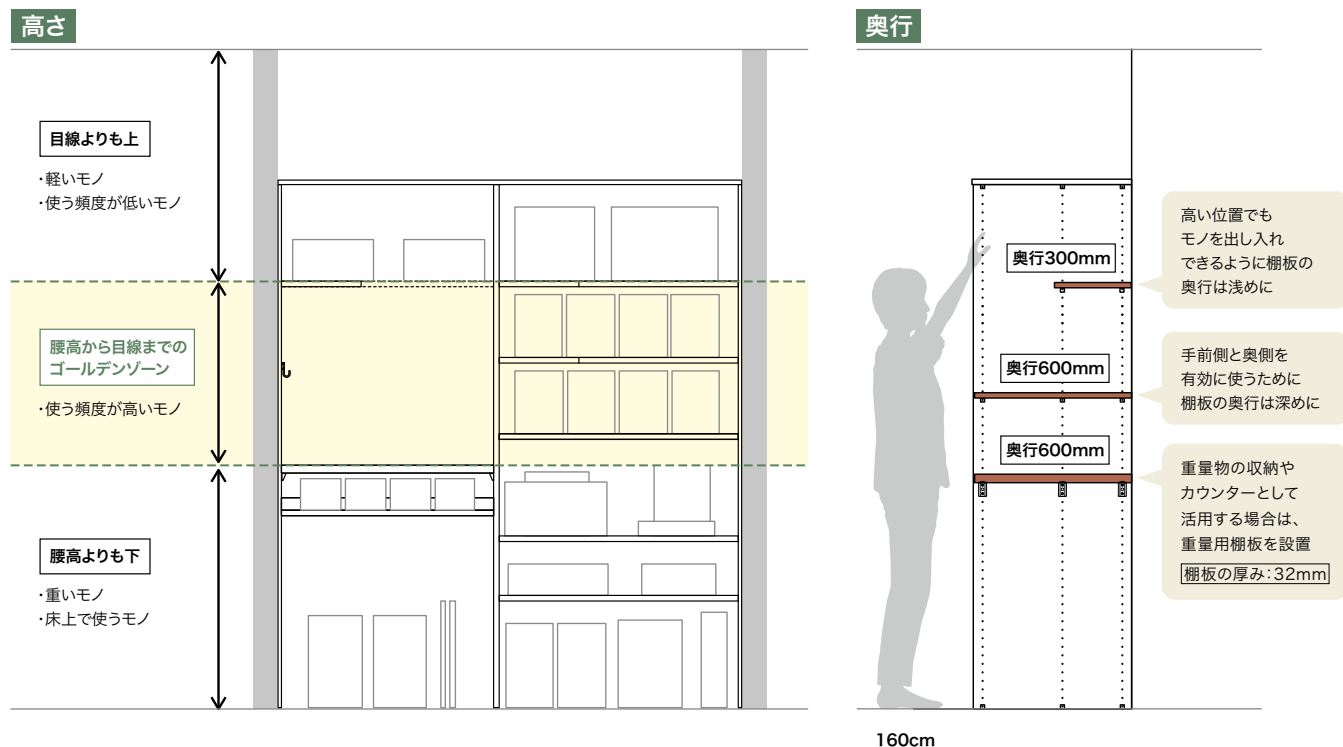 高さ
目線よりも上
・軽いモノ
・使う頻度が低いモノ
腰高から目線までの
ゴールデンゾーン
・使う頻度が高いモノ
腰高よりも下
・重いモノ
・床上で使うモノ
奥行
奥行300mm
高い位置でも
モノを出し入れ
できるように棚板の
奥行は浅めに
奥行600mm
手前側と奥側を
有効に使うために
棚板の奥行は深めに
奥行600mm
重量物の収納や
カウンターとして
活用する場合は、
重量用棚板を設置
棚板の厚み：32mm
160cm